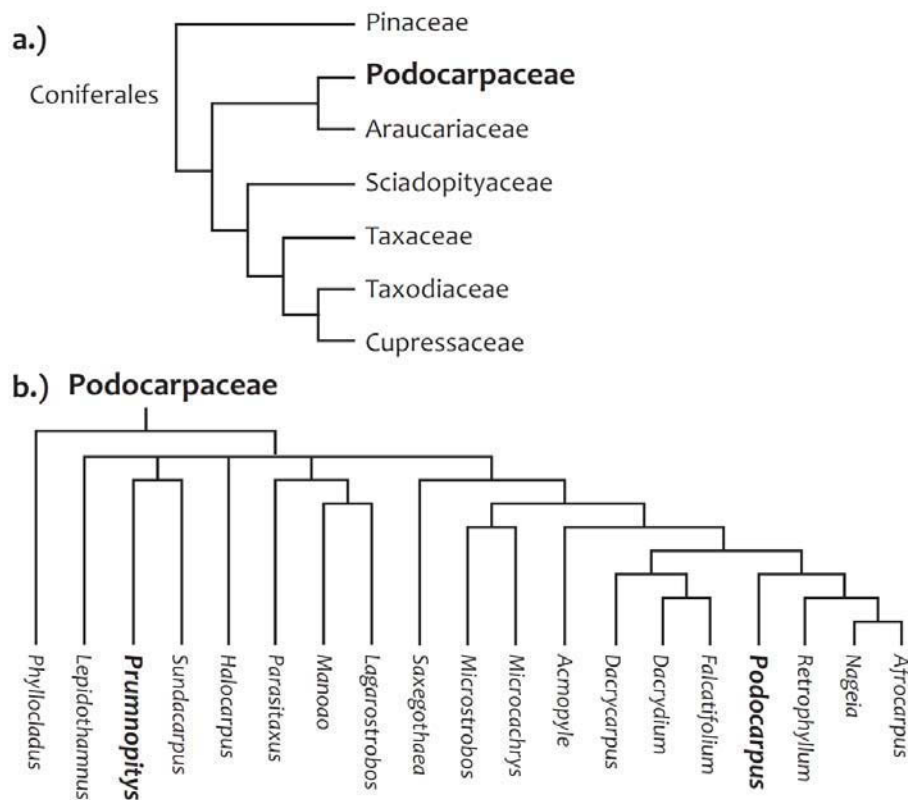 a.)
Pinaceae
Podocarpaceae
Coniferales
Araucariaceae
Sciadopityaceae
Taxaceae
Taxodiaceae
Cupressaceae
b.) Podocarpaceae
Phyllocladus
Lepidothamnus
Prumnopitys
Sundacarpus
Halocarpus
Parasitaxus
Manoao
Lagarostrobos
Saxegothaea
Microstrobos
Microcachrys
Acmopyle
Dacrycarpus
Dacrydium
Falcatifolium
Podocarpus
Retrophyllum
Nageia
Afrocarpus